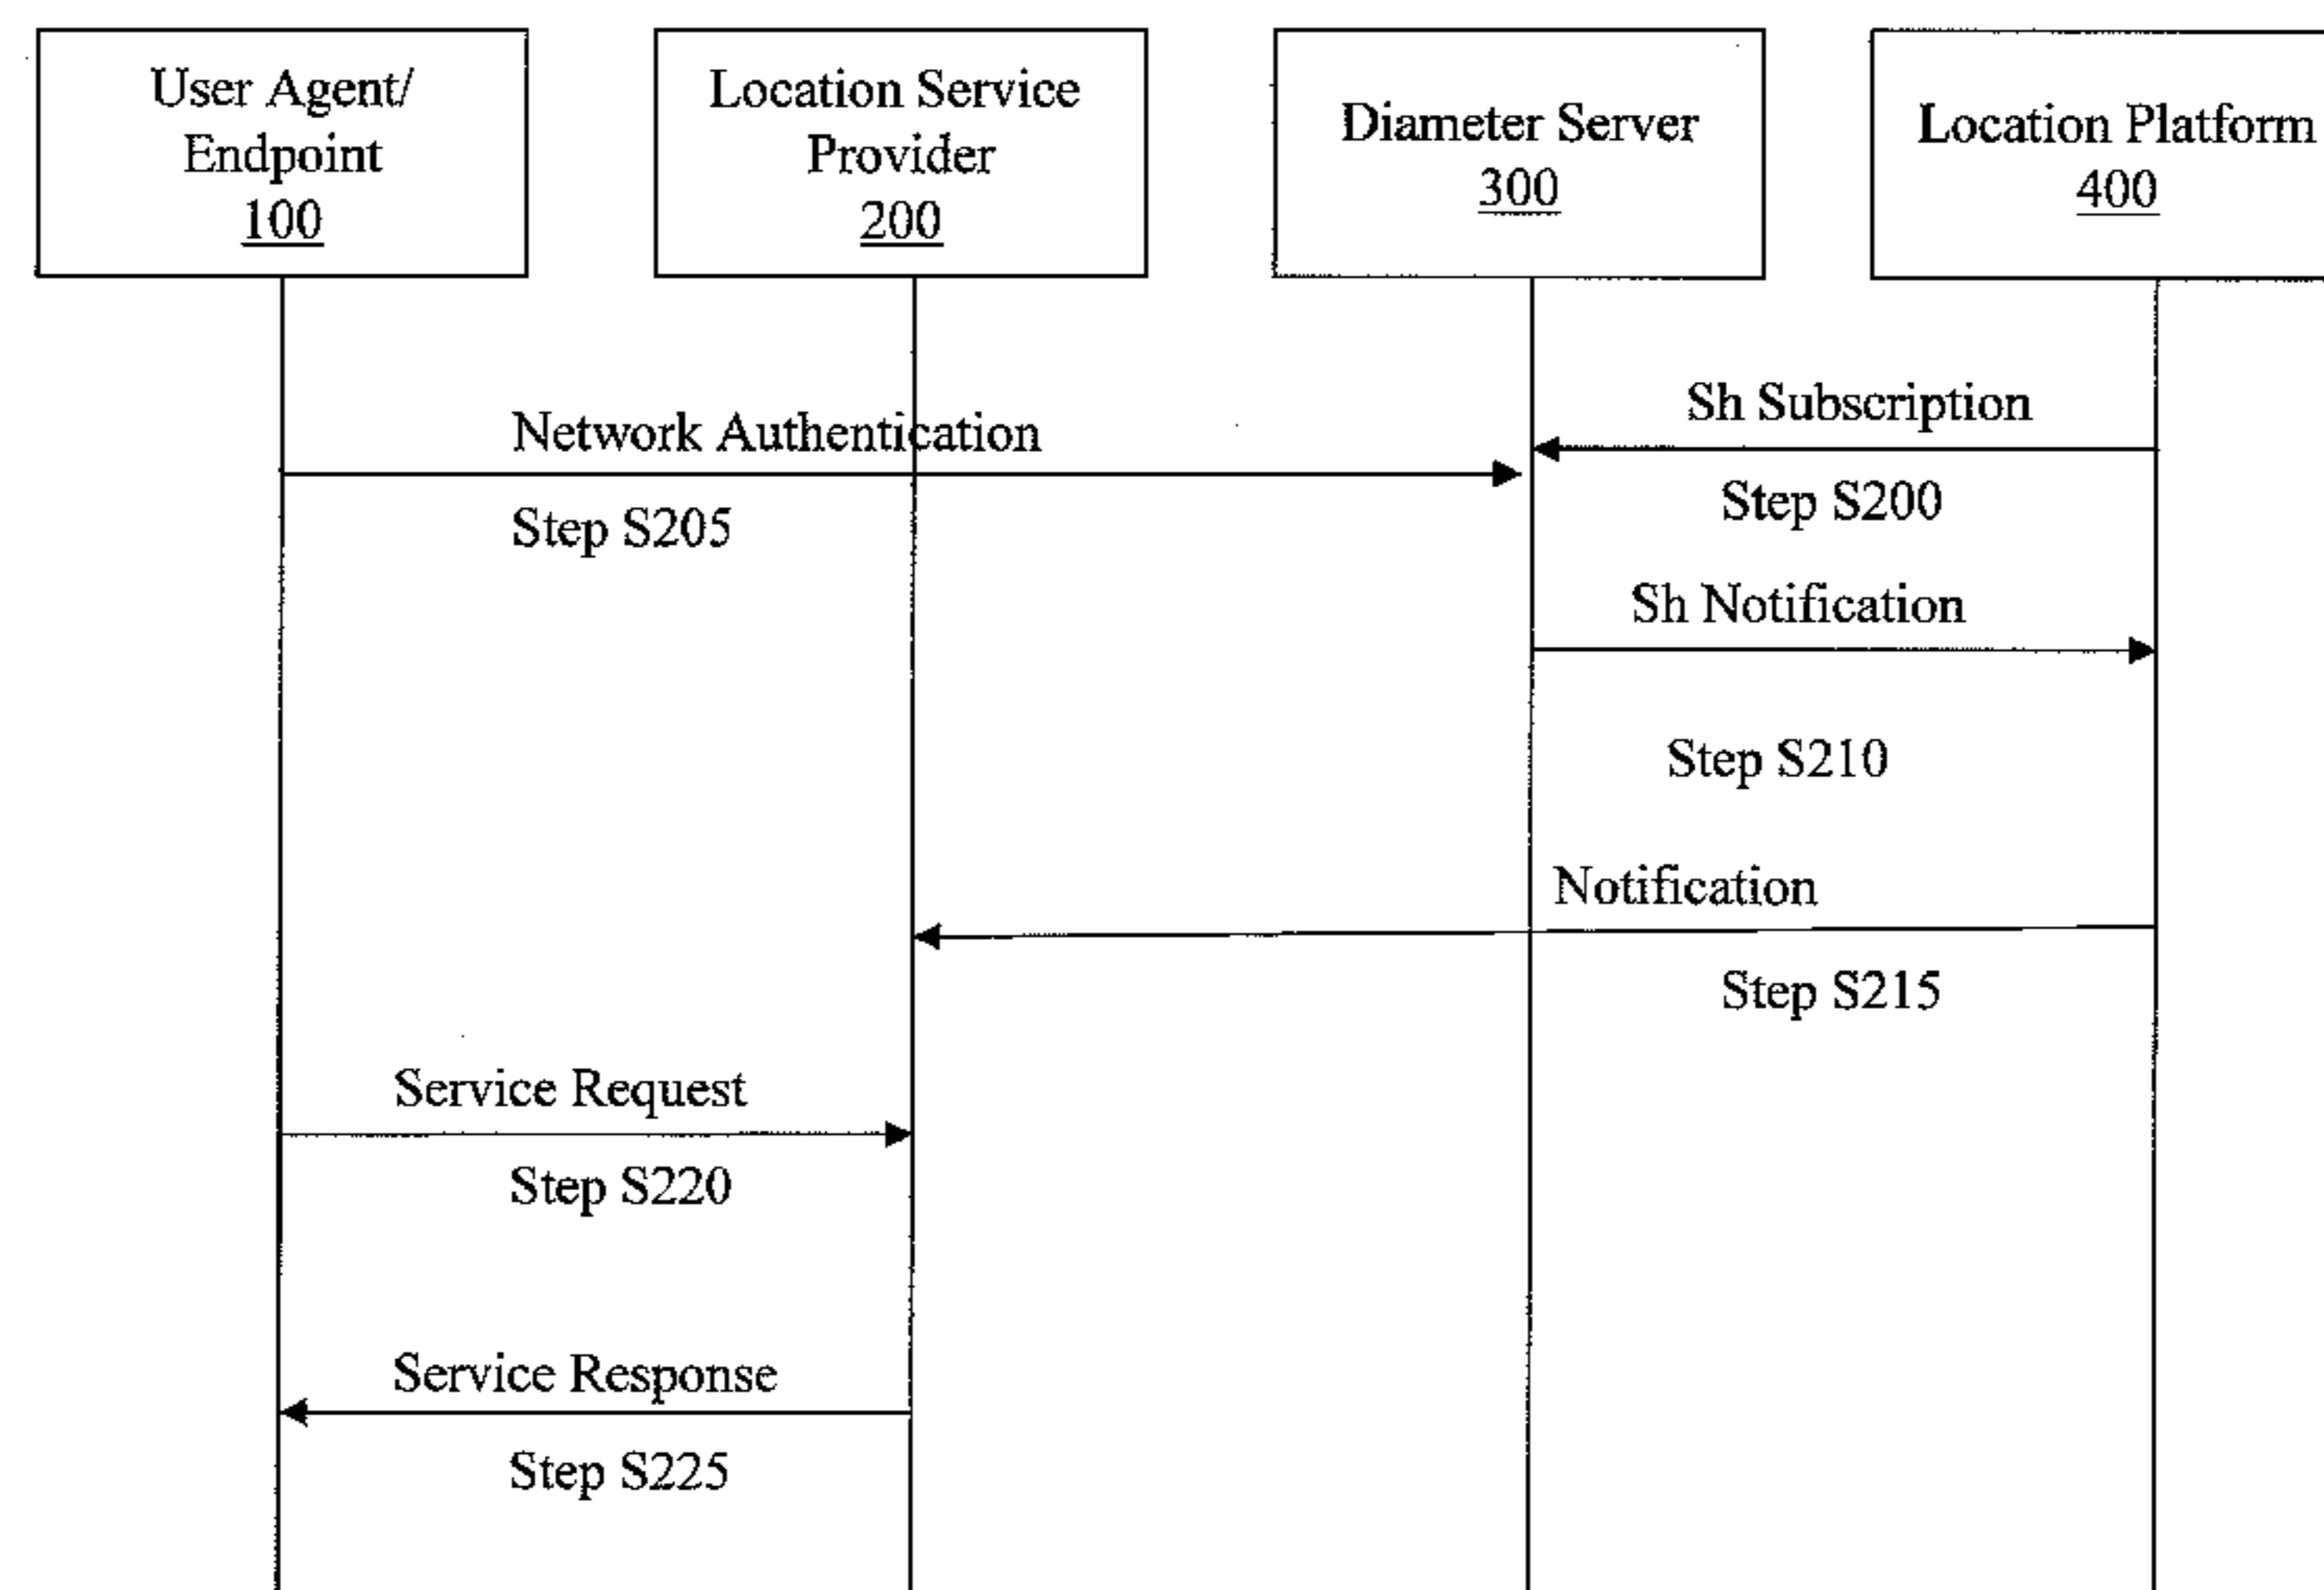 User Agent/
Endpoint
100
Location Service
Provider
200
Diameter Server
300
Location Platform
400
Sh Subscription
Network Authentication
Step S200
Step S205
Sh Notification
Step S210
Notification
Step S215
Service Request
Step S220
Service Response
Step S225